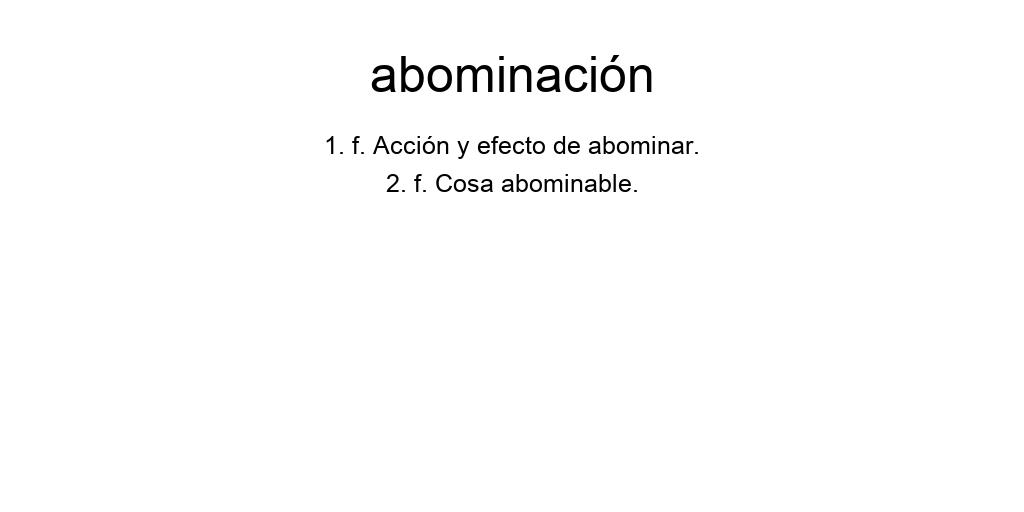 abominación
1. f. Acción y efecto de abominar.
2. f. Cosa abominable.